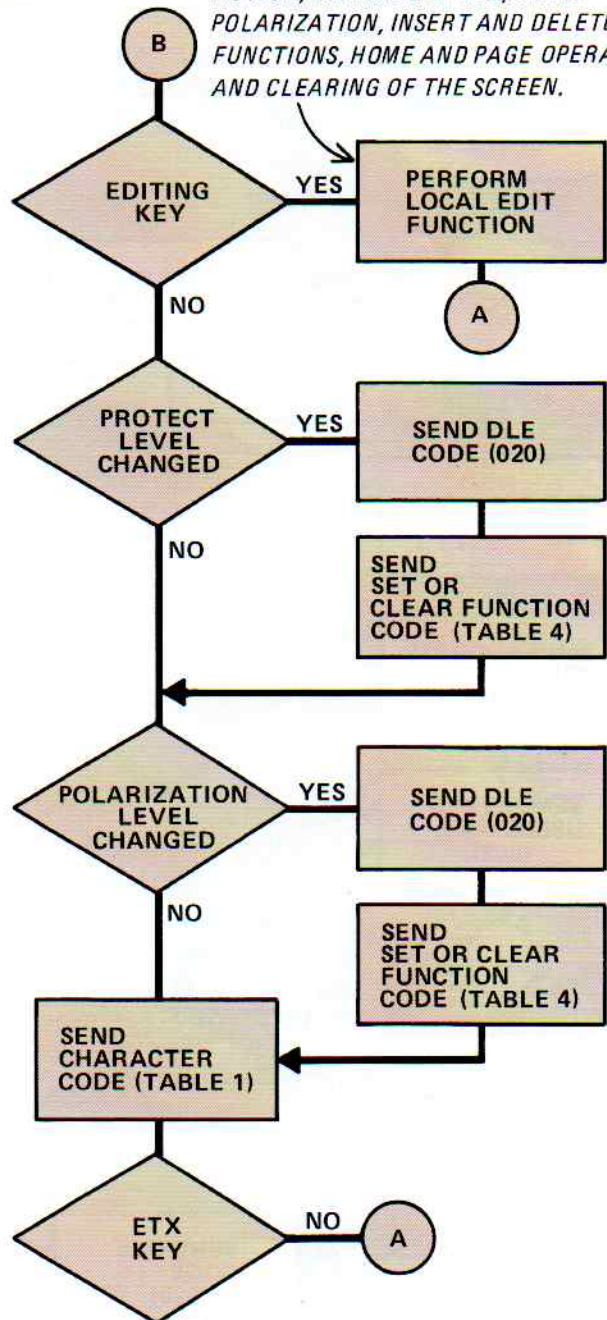 B
POLARIZATION, INSERT AND DELETE
FUNCTIONS, HOME AND PAGE
AND CLEARING OF THE SCREEN.
EDITING
KEY
YES
PERFORM
LOCAL EDIT
FUNCTION
A
NO
PROTECT
LEVEL
CHANGED
YES
SEND DLE
CODE (020)
NO
SEND
SET OR
CLEAR FUNCTION
CODE (TABLE 4)
POLARIZATION
LEVEL
CHANGED
YES
SEND DLE
CODE (020)
NO
SEND
SET OR CLEAR
FUNCTION
CODE (TABLE 4)
SEND
CHARACTER
CODE (TABLE 1)
ETX
KEY
NO
A